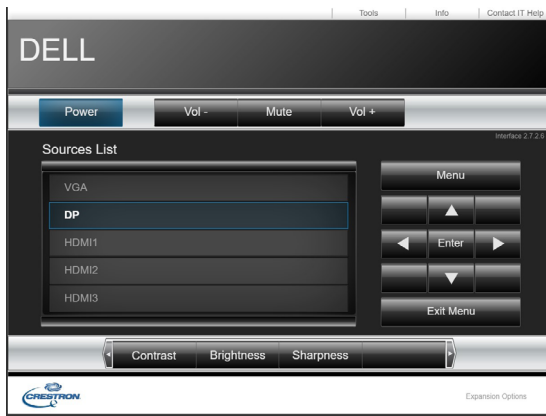 Tools Info Contact IT Help
DELL
Power Vol - Mute Vol +
Interface 2.7.2.6
Sources List
Menu
VGA
DP
HDMI1
Enter
HDMI2
HDMI3
Exit Menu
Contrast Brightness Sharpness
CRESTRON
Expansion Options